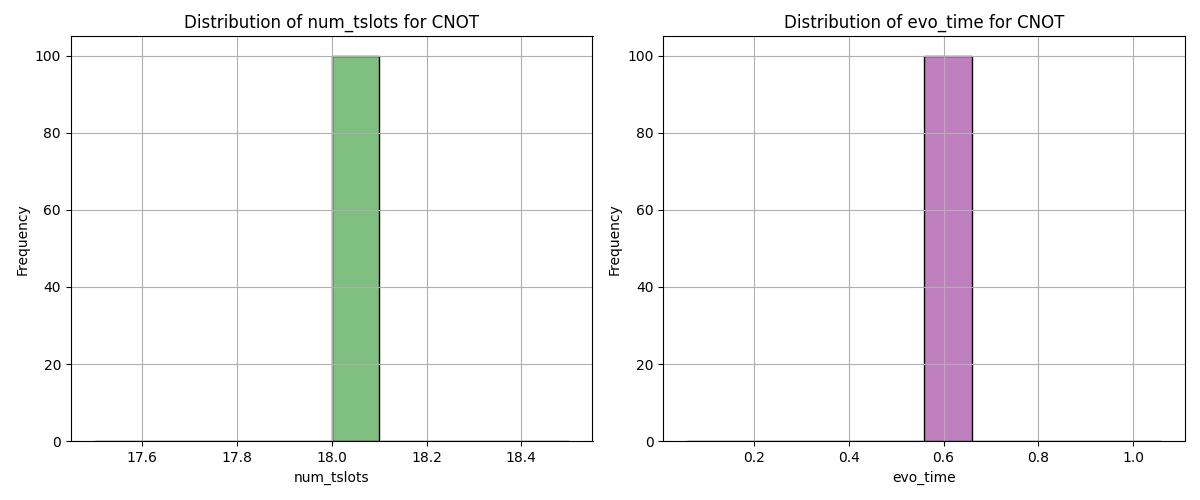 Distribution of num_tslots for CNOT
Frequency
100
80
60
40
20
0
17.6 17.8 18.0 18.2 18.4
num_tslots
Distribution of evo_time for CNOT
Frequency
100
80
60
40
20
0
0.2 0.4 0.6 0.8 1.0
evo_time